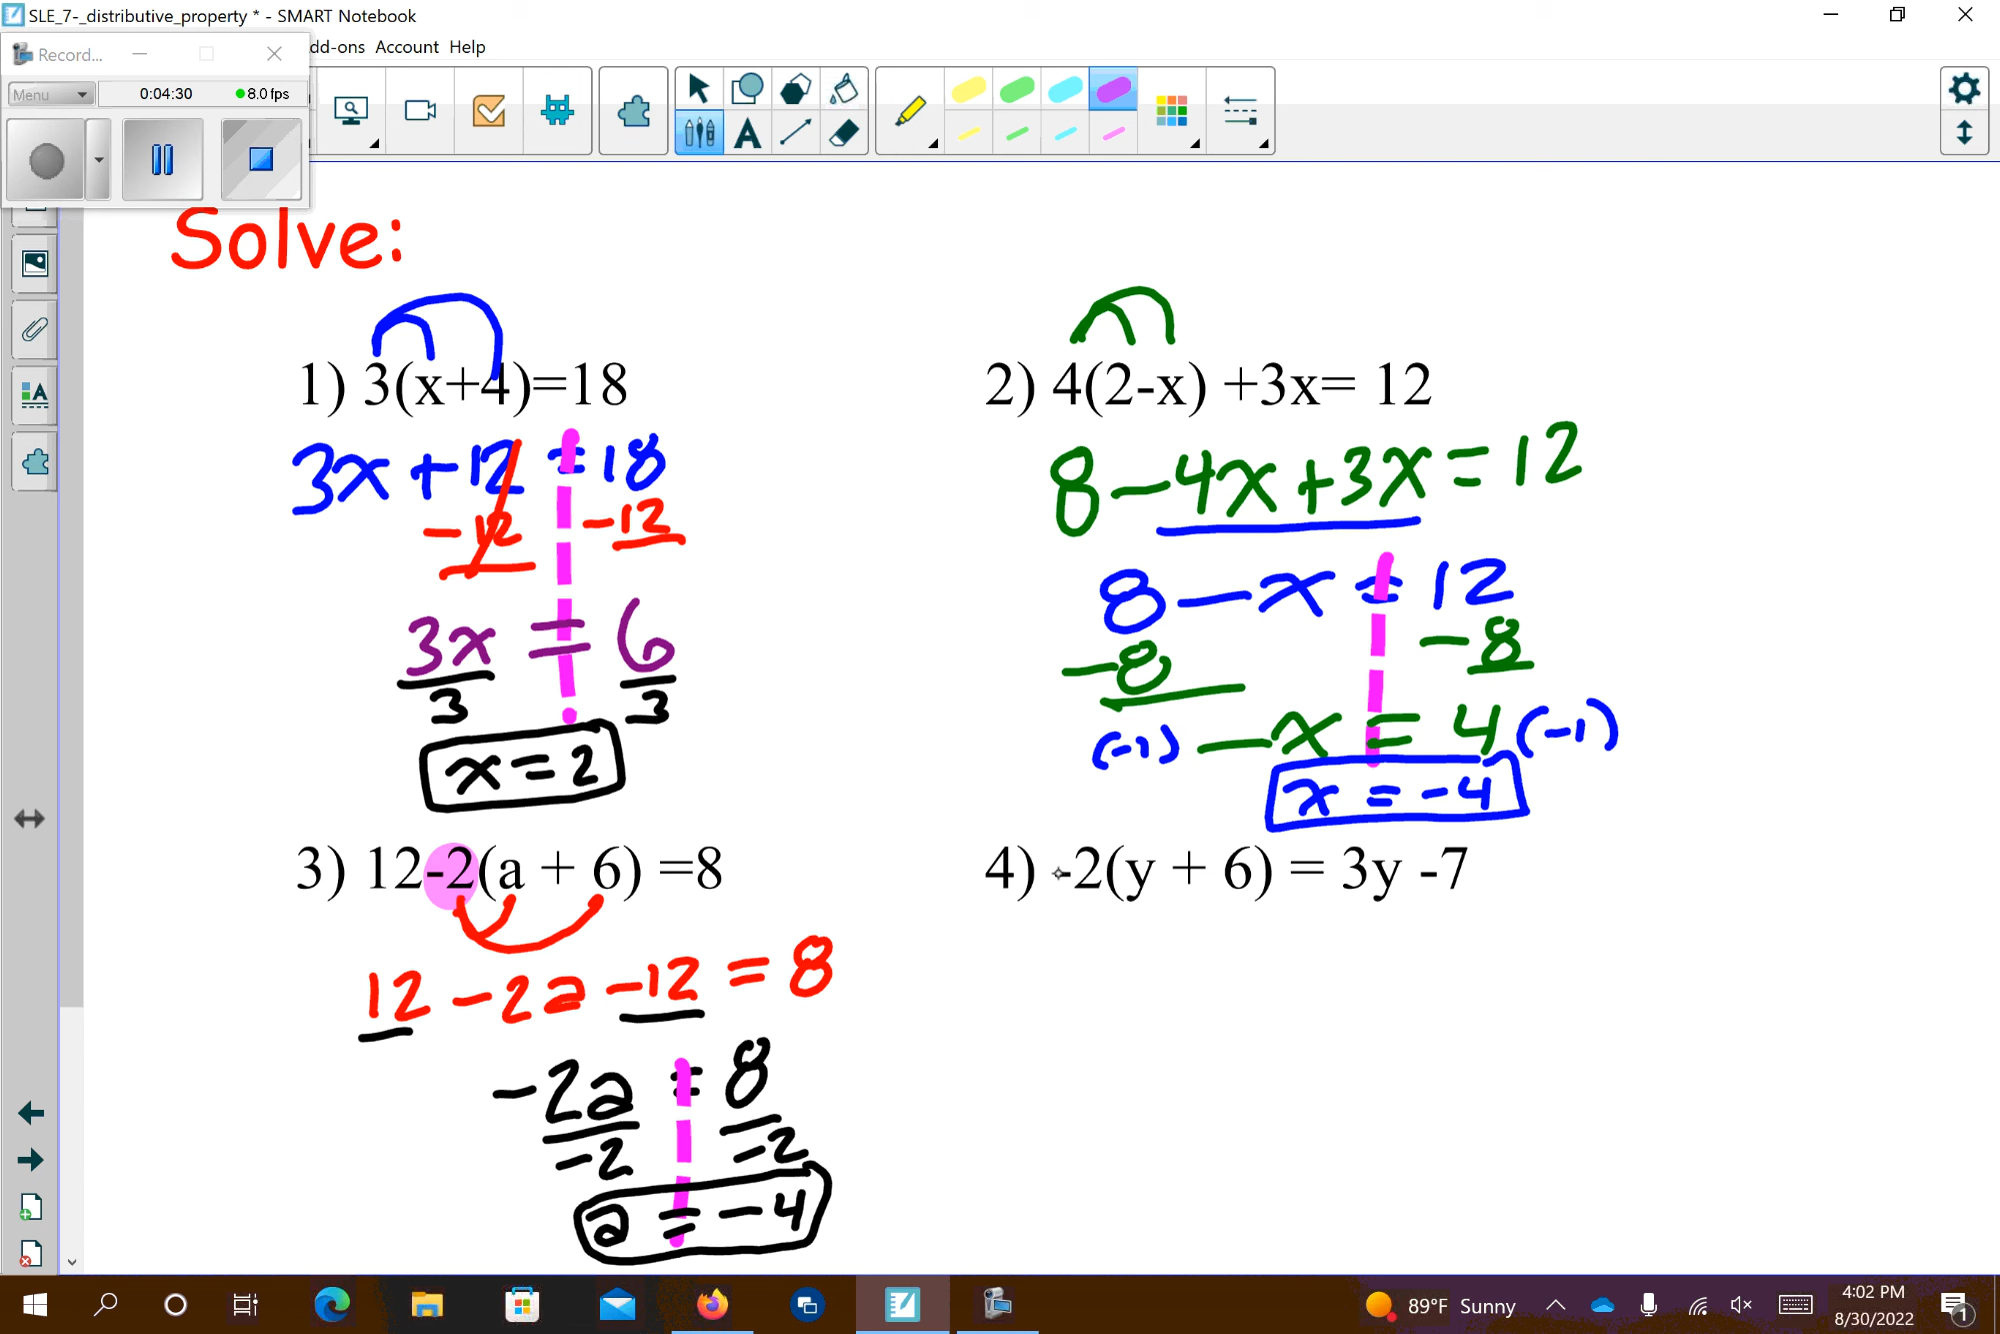 SLE_7-_distributive_property * - SMART Notebook
Record...
dd-ons Account Help
Menu 0:04:30 8.0 fps
Solve:
1) 3(x+4)=18
3x +12 = 18
-12 -12
3x = 6
3 3
x = 2
2) 4(2-x) +3x= 12
8 - 4x + 3x = 12
8 - x = 12
-8 -8
(-1) -x = 4 (-1)
x = -4
3) 12-2(a + 6) =8
12 - 2a - 12 = 8
-2a = 8
-2 -2
a = -4
4) -2(y + 6) = 3y -7
89°F Sunny
4:02 PM
8/30/2022
1